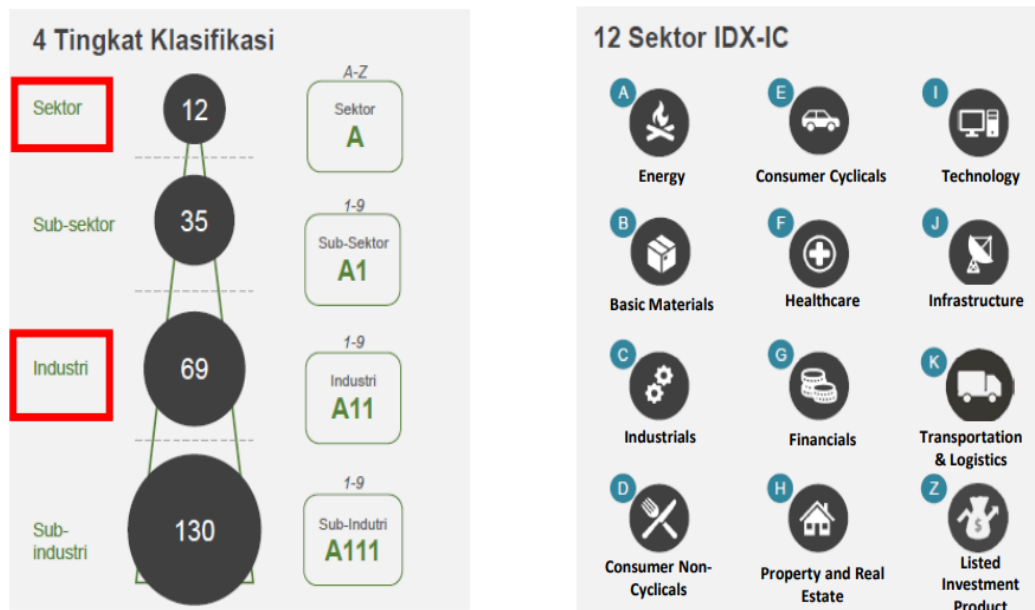 4 Tingkat Klasifikasi
Sektor
12
A-Z
Sektor
A
Sub-sektor
35
1-9
Sub-Sektor
A1
Industri
69
1-9
Industri
A11
Sub-
industri
130
1-9
Sub-Indutri
A111
12 Sektor IDX-IC
A
Energy
E
Consumer Cyclicals
I
Technology
B
Basic Materials
F
Healthcare
J
Infrastructure
C
Industrials
G
Financials
K
Transportation
& Logistics
D
Consumer Non-
Cyclicals
H
Property and Real
Estate
Z
$
Listed
Investment
Product